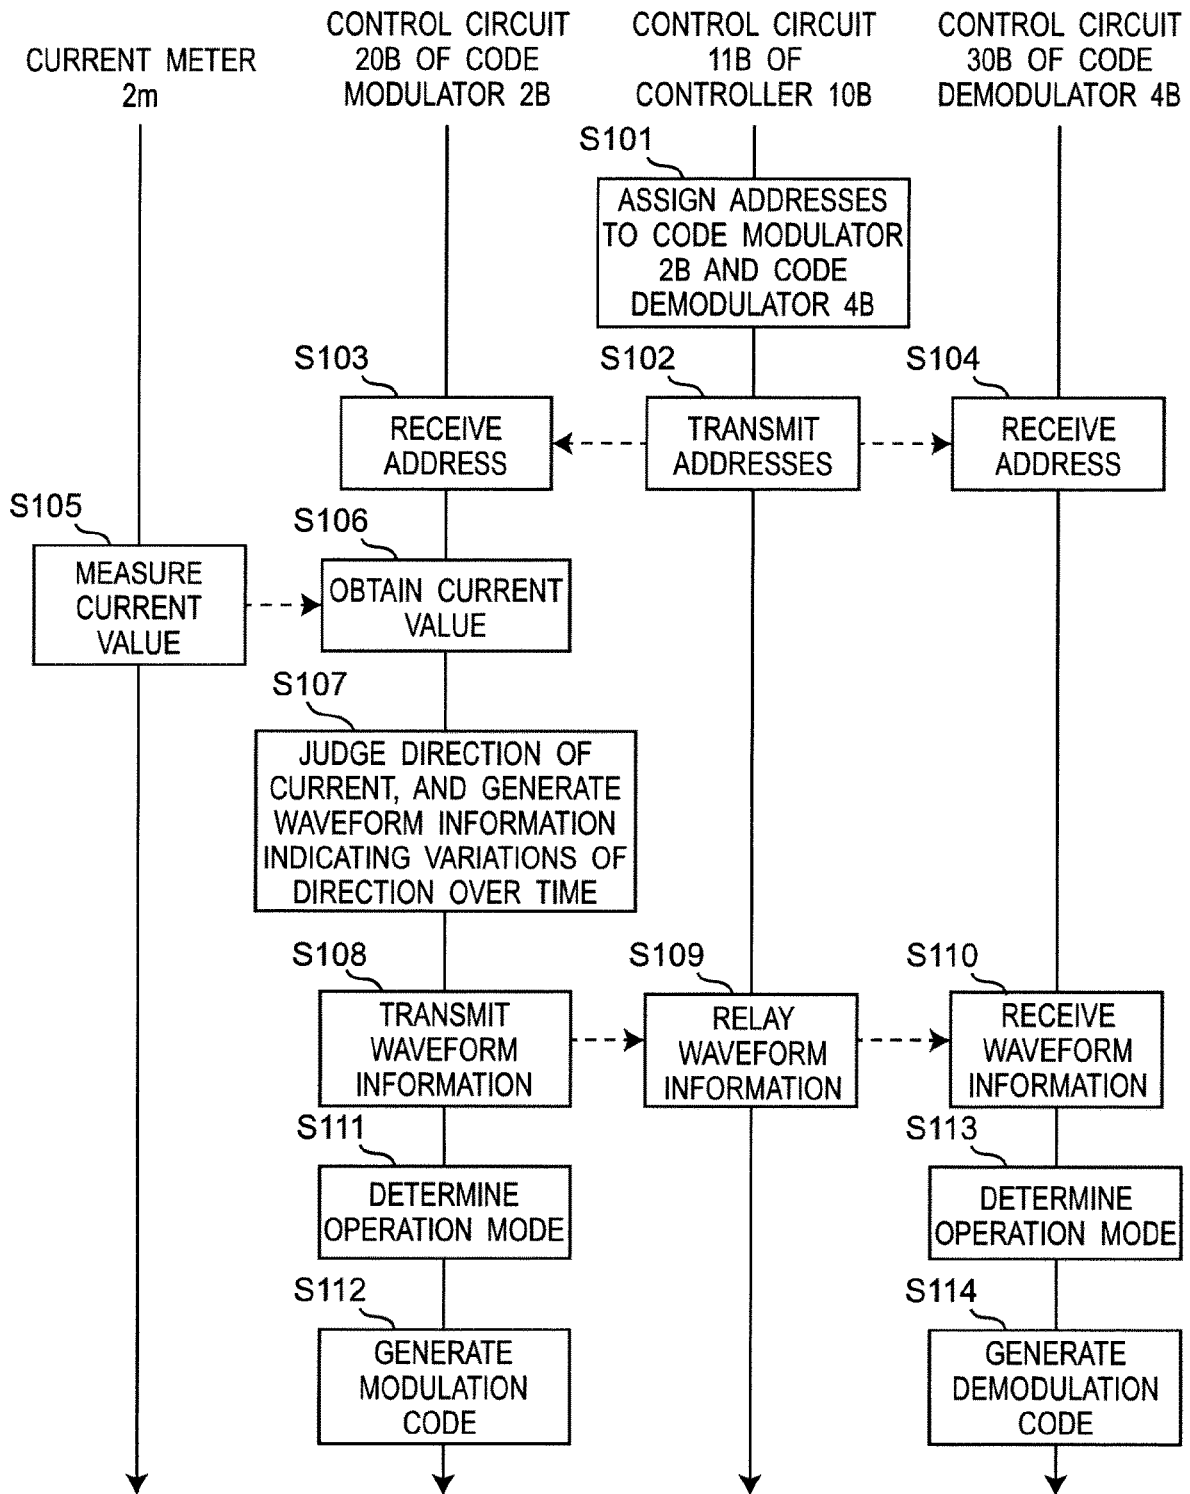 CURRENT METER
2m
CONTROL CIRCUIT
20B OF CODE
MODULATOR 2B
CONTROL CIRCUIT
11B OF
CONTROLLER 10B
CONTROL CIRCUIT
30B OF CODE
DEMODULATOR 4B
S101
ASSIGN ADDRESSES
TO CODE MODULATOR
2B AND CODE
DEMODULATOR 4B
S103
RECEIVE
ADDRESS
S102
TRANSMIT
ADDRESSES
S104
RECEIVE
ADDRESS
S105
MEASURE
CURRENT
VALUE
S106
OBTAIN CURRENT
VALUE
S107
JUDGE DIRECTION OF
CURRENT, AND GENERATE
WAVEFORM INFORMATION
INDICATING VARIATIONS OF
DIRECTION OVER TIME
S108
TRANSMIT
WAVEFORM
INFORMATION
S109
RELAY
WAVEFORM
INFORMATION
S110
RECEIVE
WAVEFORM
INFORMATION
S111
DETERMINE
OPERATION MODE
S113
DETERMINE
OPERATION MODE
S112
GENERATE
MODULATION
CODE
S114
GENERATE
DEMODULATION
CODE